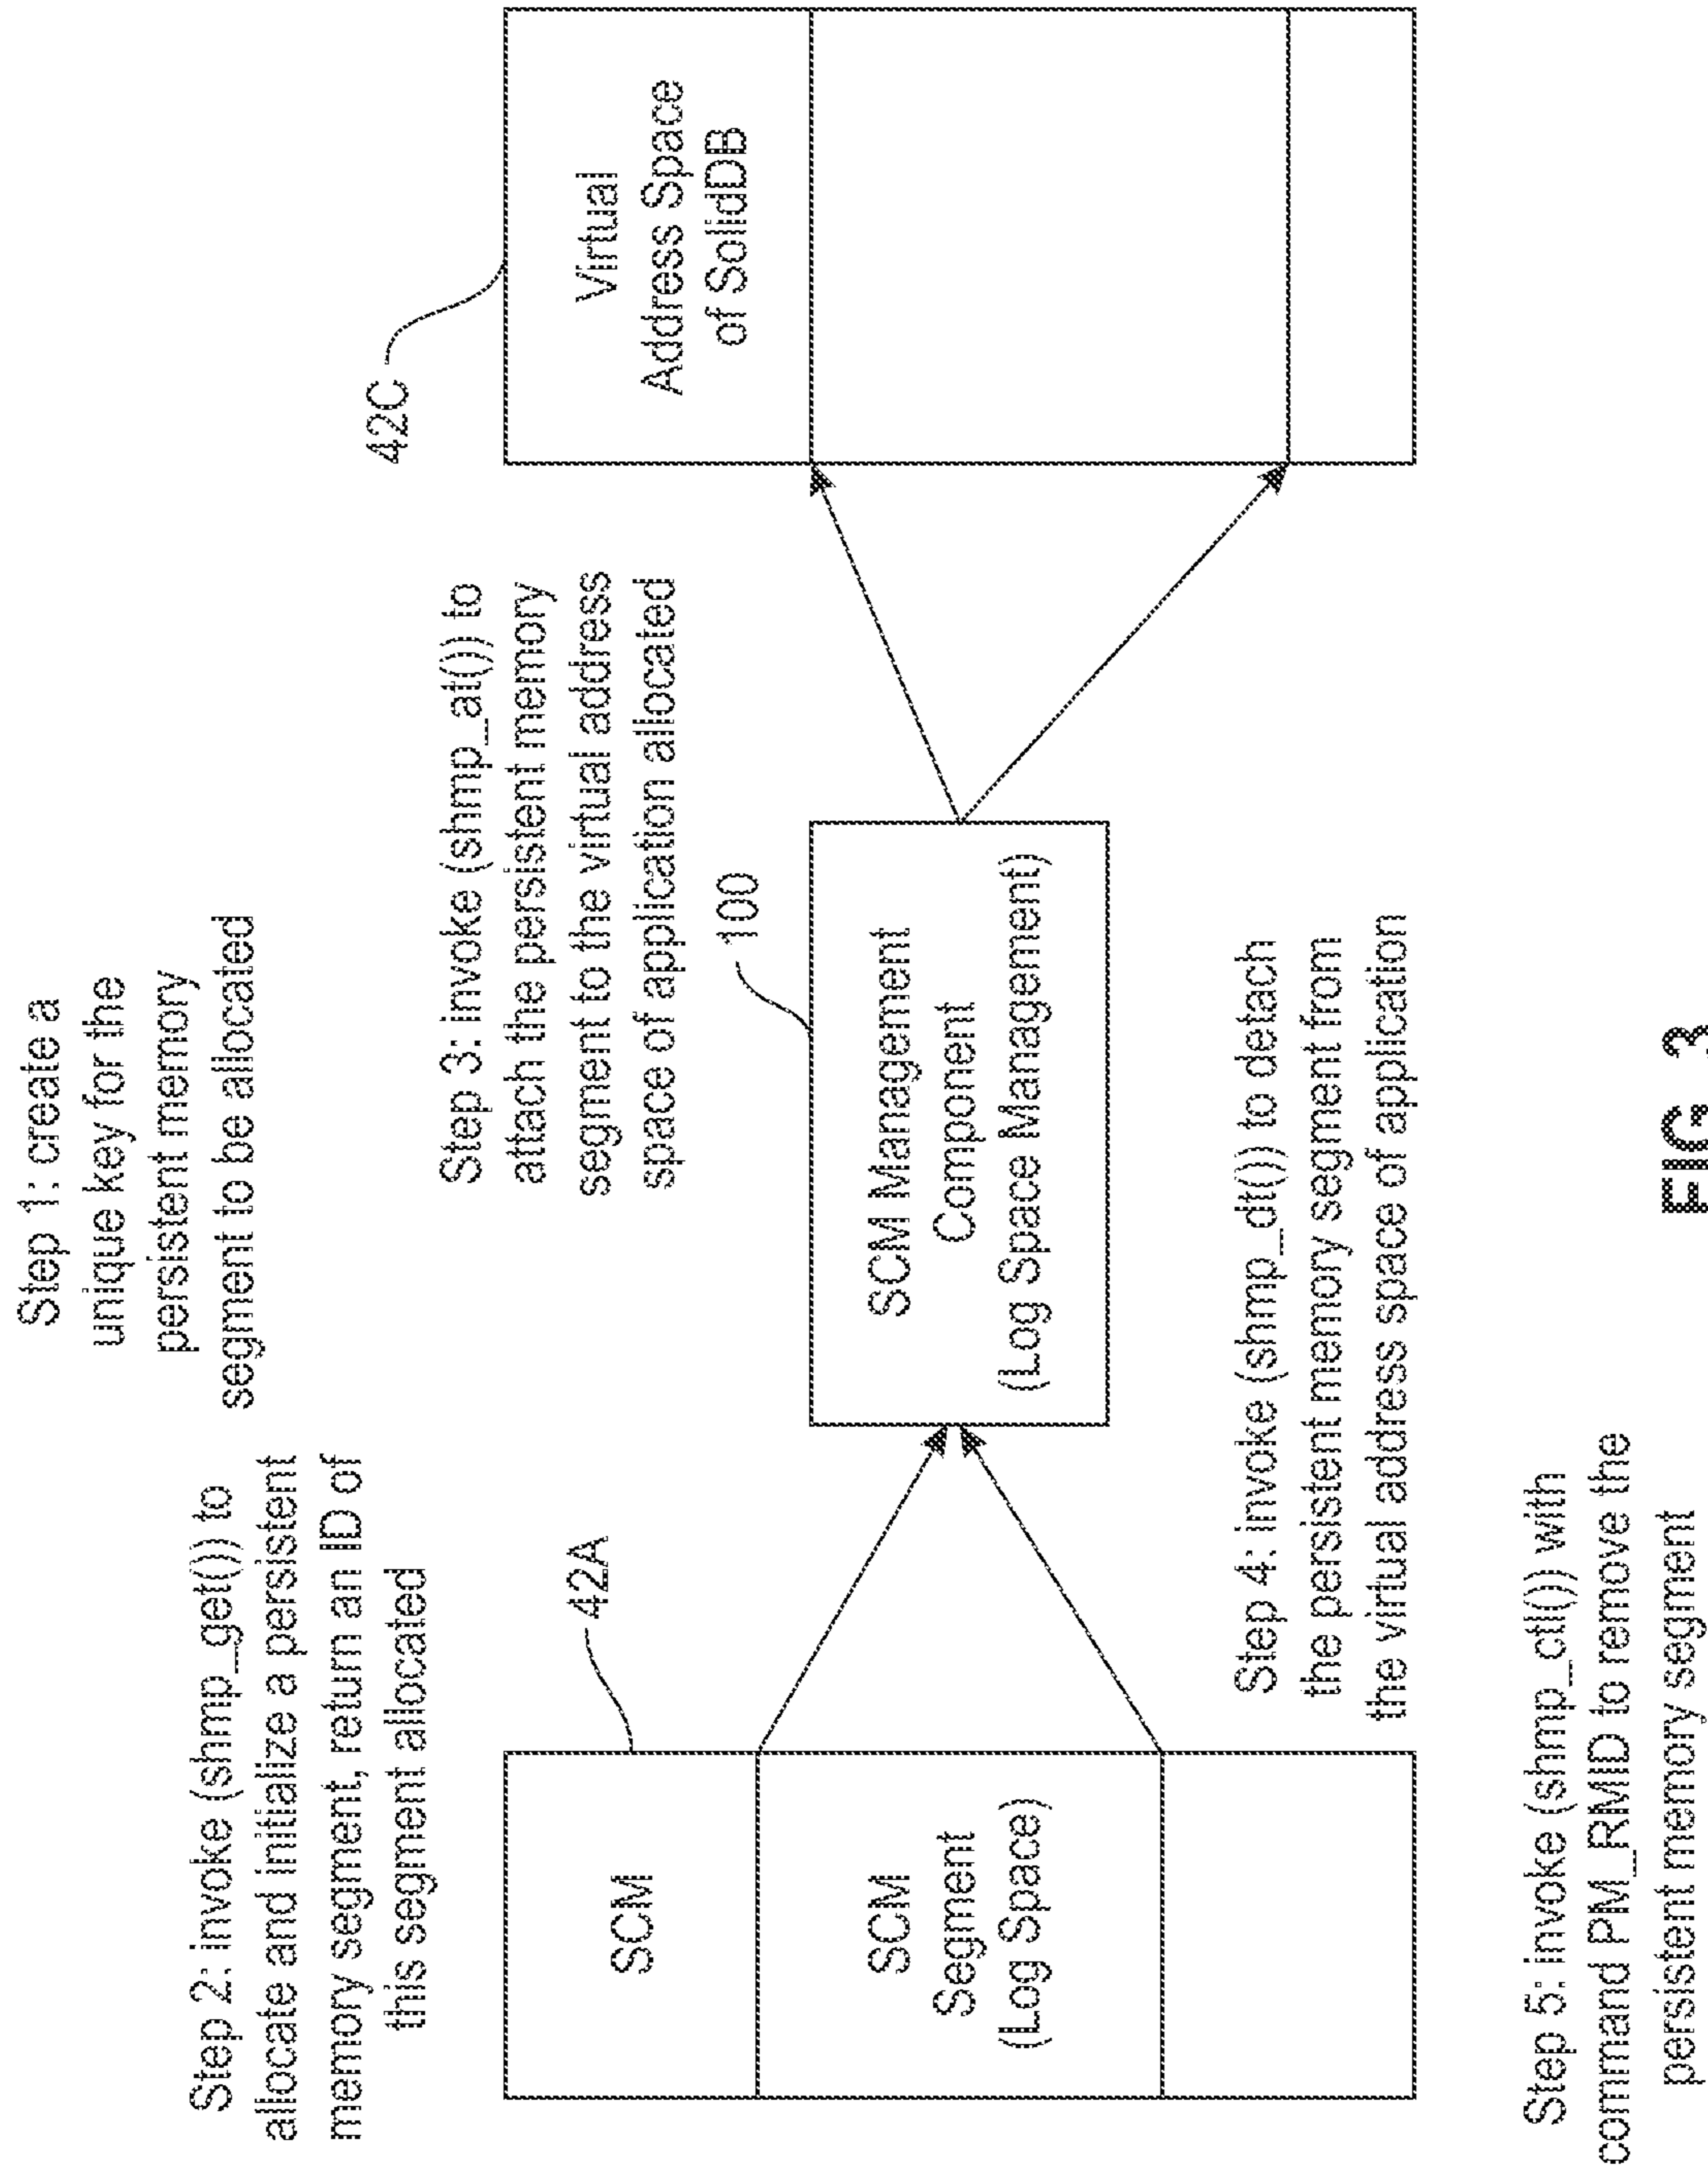 Step 1: create a
unique key for the
persistent memory
segment to be allocated
Step 2: invoke (shmp_get()) to
allocate and initialize a persistent
memory segment, return an ID of
this segment allocated
Step 3: invoke (shmp_at()) to
attach the persistent memory
segment to the virtual address
space of application allocated
42A
SCM
SCM
Segment
(Log Space)
100
SCM Management
Component
(Log Space Management)
42C
Virtual
Address Space
of SolidDB
Step 4: invoke (shmp_dt()) to detach
the persistent memory segment from
the virtual address space of application
Step 5: invoke (shmp_ctl()) with
command PM_RMID to remove the
persistent memory segment
FIG. 3